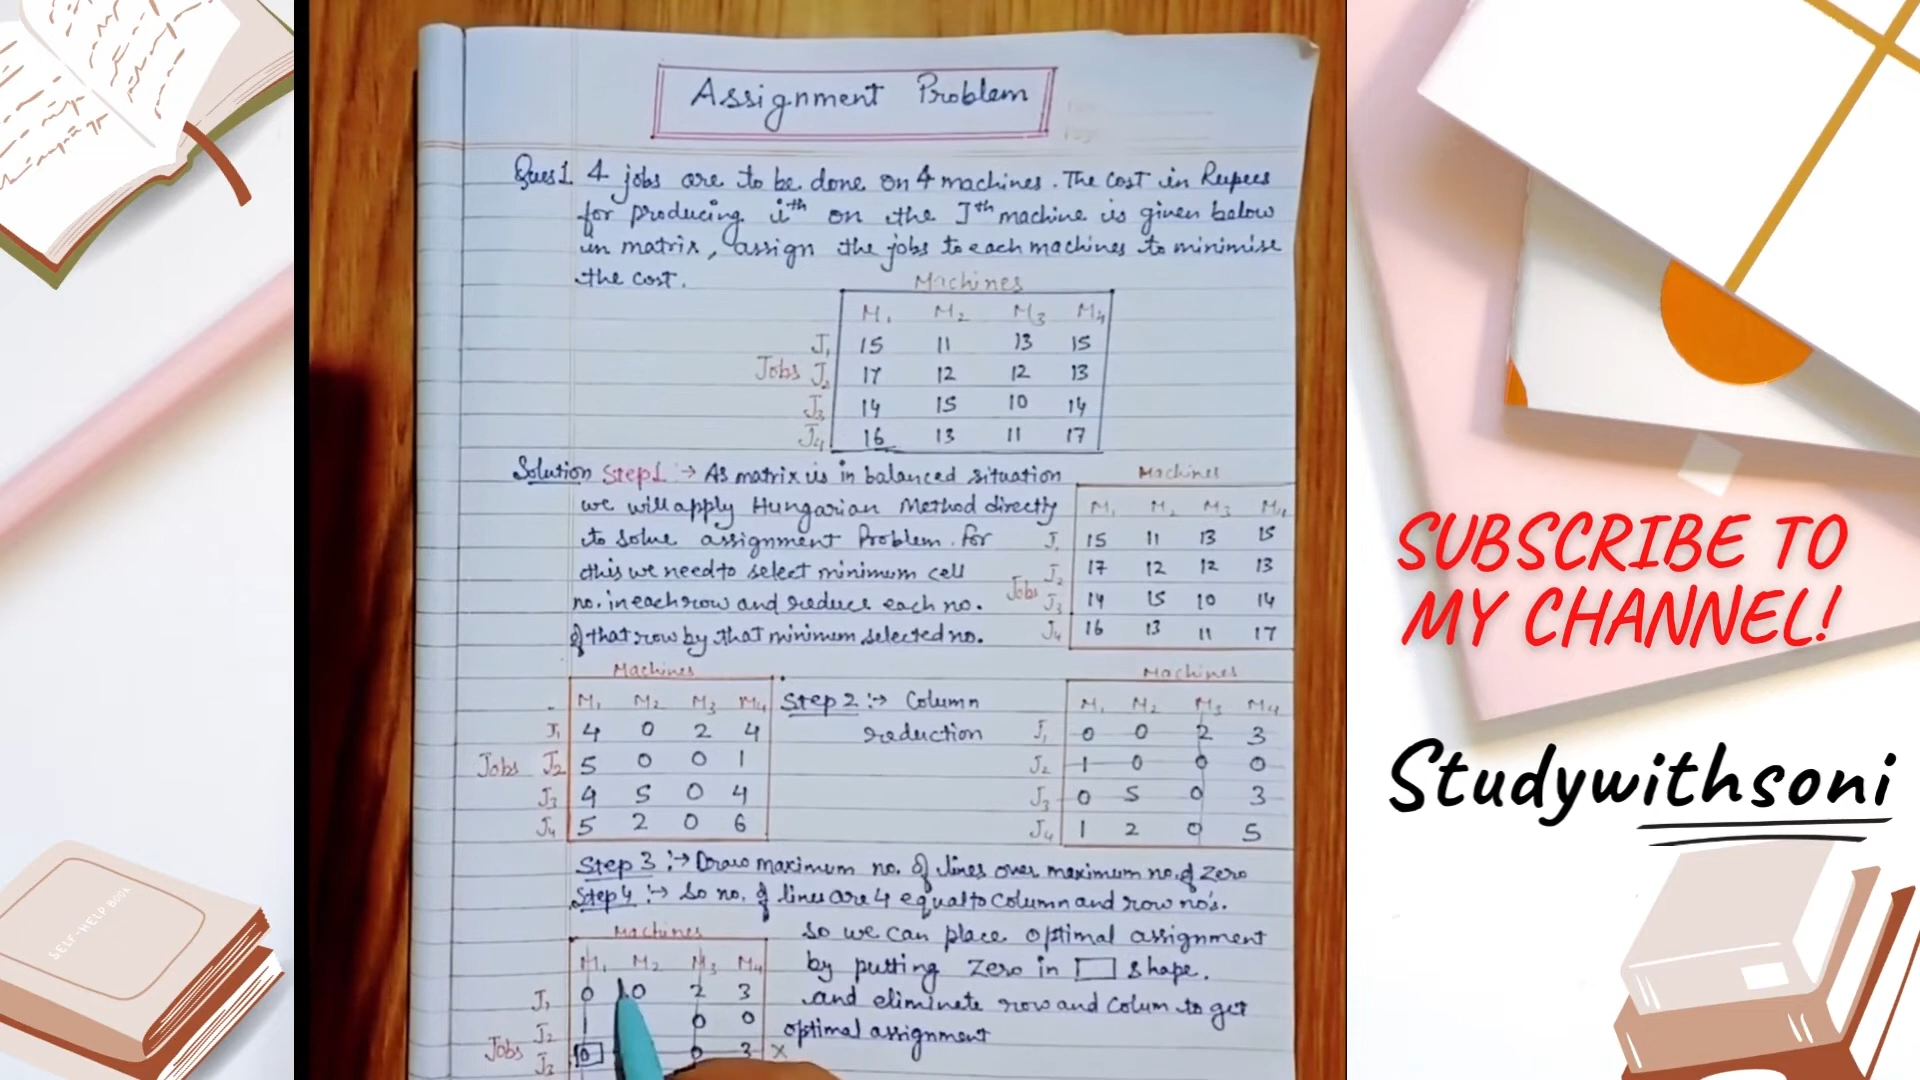 Assignment Problem
Ques 1 4 jobs are to be done on 4 machines. The cost in Rupees
for producing ith on the Jth machine is given below
in matrix, assign the jobs to each machines to minimise
the cost.
Machines
M1 M2 M3 M4
J1 15 11 13 15
Jobs J2 17 12 12 13
J3 14 15 10 14
J4 16 13 11 17
Solution Step1 :→ As matrix is in balanced situation
we will apply Hungarian Method directly
to solve assignment Problem. For
this we need to select minimum cell
no. in each row and reduce each no.
of that row by that minimum selected no.
Machines
M1 M2 M3 M4
J1 15 11 13 15
J2 17 12 12 13
Jobs J3 14 15 10 14
J4 16 13 11 17
Machines
M1 M2 M3 M4
J1 4 0 2 4
Jobs J2 5 0 0 1
J3 4 5 0 4
J4 5 2 0 6
Step 2 :→ Column
reduction
Machines
M1 M2 M3 M4
J1 0 0 2 3
J2 1 0 0 0
J3 0 5 0 3
J4 1 2 0 5
Step 3 :→ Draw maximum no. of lines over maximum no. of Zero
Step 4 :→ So no. of lines are 4 equal to Column and row no's.
Machines
M1 M2 M3 M4
J1 0 0 2 3
J2 1 0 0
Jobs J3 0 0 3 ×
So we can place optimal assignment
by putting Zero in □ shape.
and eliminate row and Colum to get
optimal assignment
SUBSCRIBE TO
MY CHANNEL!
Studywithsoni
SELF-HELP BOOK